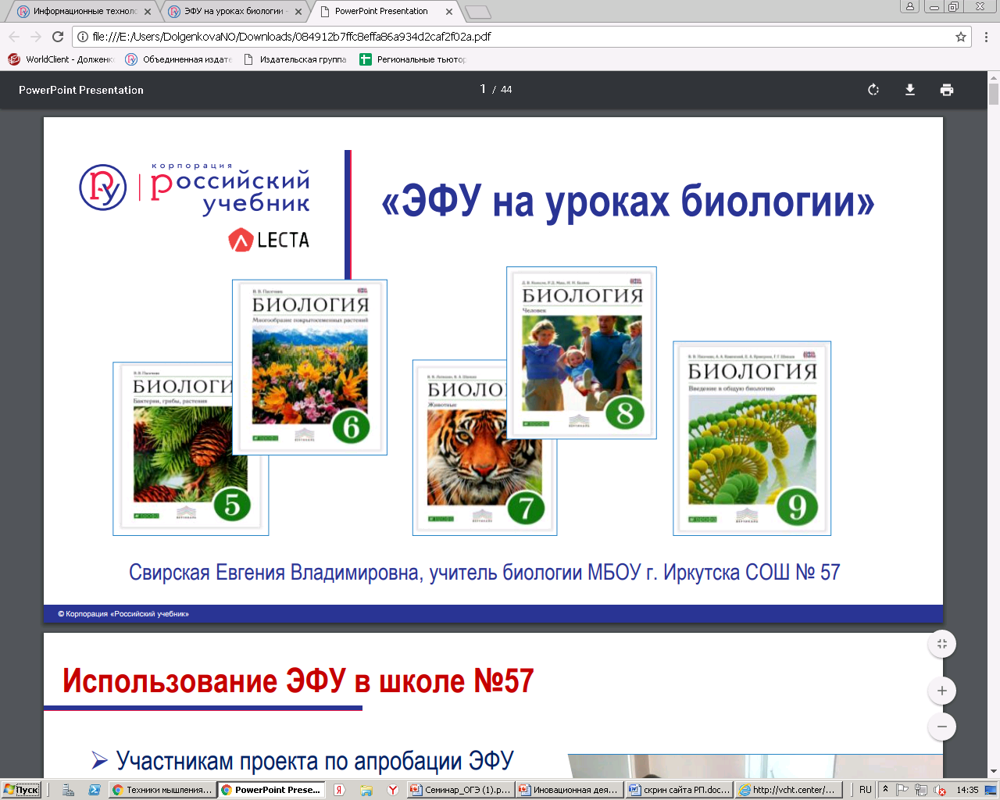 Информационные технол
ЭФУ на уроках биологии -
PowerPoint Presentation
file:///E:/Users/DolgenkovaNO/Downloads/084912b7ffc8effa86a934d2caf2f02a.pdf
WorldClient - Долженк
Объединенная издате
Издательская группа
Региональные тьютор
PowerPoint Presentation
1 / 44
корпорация
российский
учебник
LECTA
«ЭФУ на уроках биологии»
В. В. Пасечник
БИОЛОГИЯ
Многообразие покрытосеменных растений
6
БИОЛОГИЯ
Человек
8
В. В. Пасечник
БИОЛОГИ
Бактерии, грибы, растения
5
БИОЛО
Животные
7
БИОЛОГИЯ
Введение в общую биологию
9
Свирская Евгения Владимировна, учитель биологии МБОУ г. Иркутска СОШ № 57
© Корпорация «Российский учебник»
Использование ЭФУ в школе №57
Участникам проекта по апробации ЭФУ
Пуск
Техники мышления...
PowerPoint Prese...
Семинар_ОГЭ (1).p...
Иновационная дея...
скрин сайта РП.doc...
http://vcht.center/...
RU
14:35